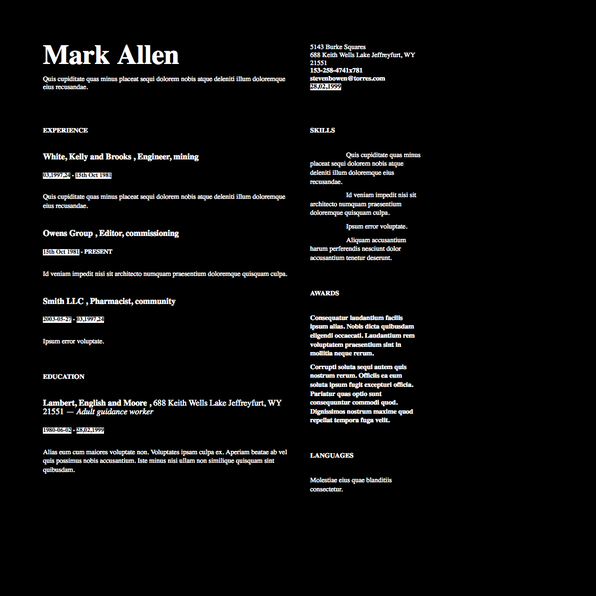 Mark Allen
Quis cupiditate quas minus placeat sequi dolorem nobis atque deleniti illum doloremque
eius recusandae.
5143 Burke Squares
688 Keith Wells Lake Jeffreyfurt, WY
21551
153-258-4741x781
stevenbowen@torres.com
28.02.1999
EXPERIENCE
White, Kelly and Brooks , Engineer, mining
03.1997.24 - 15th Oct 1981
Quis cupiditate quas minus placeat sequi dolorem nobis atque deleniti illum doloremque
eius recusandae.
Owens Group , Editor, commissioning
15th Oct 1981 - PRESENT
Id veniam impedit nisi sit architecto numquam praesentium doloremque quisquam culpa.
Smith LLC , Pharmacist, community
2003-05-21 - 03.1997.24
Ipsum error voluptate.
EDUCATION
Lambert, English and Moore , 688 Keith Wells Lake Jeffreyfurt, WY
21551 — Adult guidance worker
1980-06-02 - 28.02.1999
Alias eum cum maiores voluptate non. Voluptates ipsum culpa ex. Aperiam beatae ab vel
quis possimus nobis accusantium. Iste minus nisi ullam non similique quisquam sint
quibusdam.
SKILLS
Quis cupiditate quas minus
placeat sequi dolorem nobis atque
deleniti illum doloremque eius
recusandae.
Id veniam impedit nisi sit
architecto numquam praesentium
doloremque quisquam culpa.
Ipsum error voluptate.
Aliquam accusantium
harum perferendis nesciunt dolor
accusantium tenetur deserunt.
AWARDS
Consequatur laudantium facilis
ipsum alias. Nobis dicta quibusdam
eligendi occaecati. Laudantium rem
voluptatem praesentium sint in
mollitia neque rerum.
Corrupti soluta sequi autem quis
nostrum rerum. Officiis ea eum
soluta ipsum fugit excepturi officia.
Pariatur quas optio sunt
consequuntur commodi quod.
Dignissimos nostrum maxime quod
repellat tempora fuga velit.
LANGUAGES
Molestiae eius quae blanditiis
consectetur.